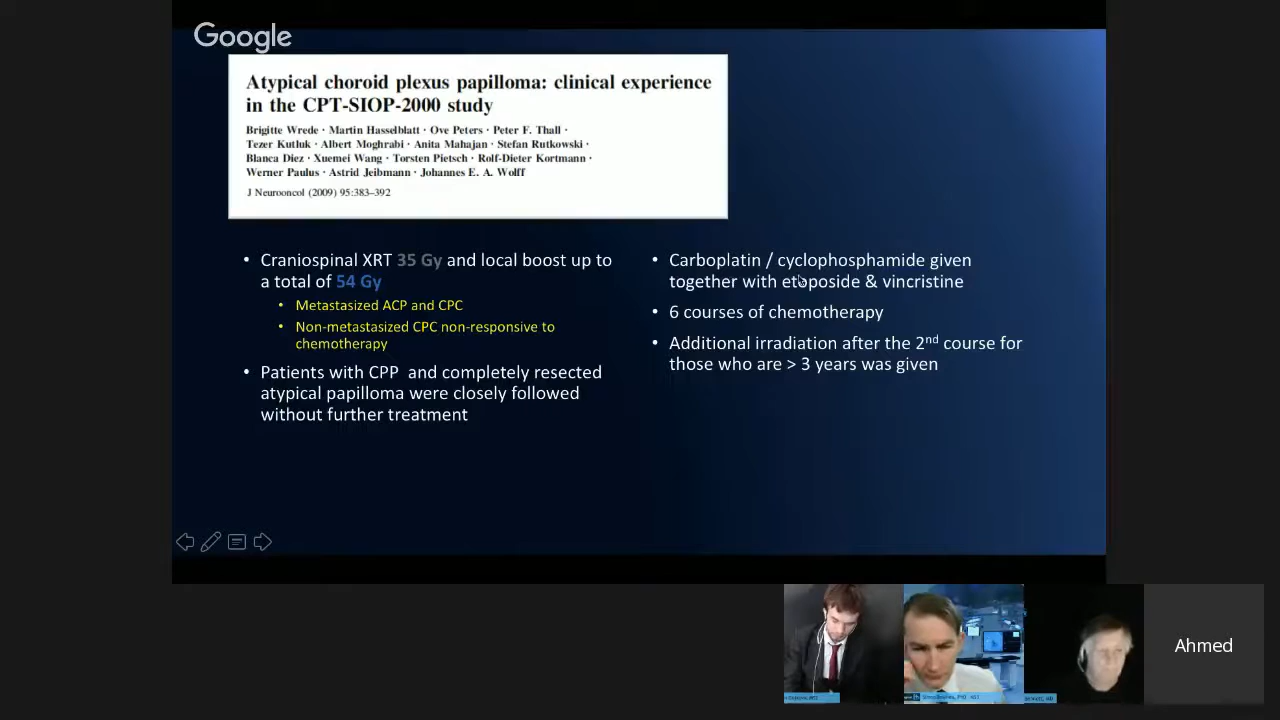 Google
Atypical choroid plexus papilloma: clinical experience
in the CPT-SIOP-2000 study
Brigitte Wrede · Martin Hasselblatt · Ove Peters · Peter F. Thall ·
Tezer Kutluk · Albert Moghrabi · Anita Mahajan · Stefan Rutkowski ·
Blanca Diez · Xuemei Wang · Torsten Pietsch · Rolf-Dieter Kortmann ·
Werner Paulus · Astrid Jeibmann · Johannes E. A. Wolff
J Neurooncol (2009) 95:383–392
• Craniospinal XRT 35 Gy and local boost up to
a total of 54 Gy
• Metastasized ACP and CPC
• Non-metastasized CPC non-responsive to
chemotherapy
• Patients with CPP and completely resected
atypical papilloma were closely followed
without further treatment
• Carboplatin / cyclophosphamide given
together with etoposide & vincristine
• 6 courses of chemotherapy
• Additional irradiation after the 2nd course for
those who are > 3 years was given
Ahmed